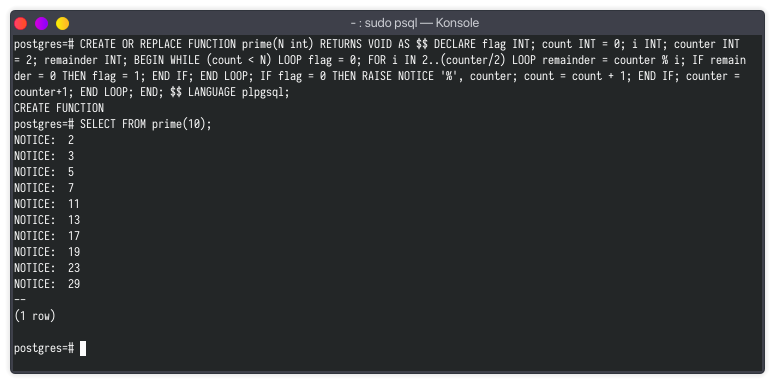 - : sudo psql — Konsole
postgres=# CREATE OR REPLACE FUNCTION prime(N int) RETURNS VOID AS $$ DECLARE flag INT; count INT = 0; i INT; counter INT
= 2; remainder INT; BEGIN WHILE (count < N) LOOP flag = 0; FOR i IN 2..(counter/2) LOOP remainder = counter % i; IF remain
der = 0 THEN flag = 1; END IF; END LOOP; IF flag = 0 THEN RAISE NOTICE '%', counter; count = count + 1; END IF; counter =
counter+1; END LOOP; END; $$ LANGUAGE plpgsql;
CREATE FUNCTION
postgres=# SELECT FROM prime(10);
NOTICE:  2
NOTICE:  3
NOTICE:  5
NOTICE:  7
NOTICE:  11
NOTICE:  13
NOTICE:  17
NOTICE:  19
NOTICE:  23
NOTICE:  29
--
(1 row)
postgres=#